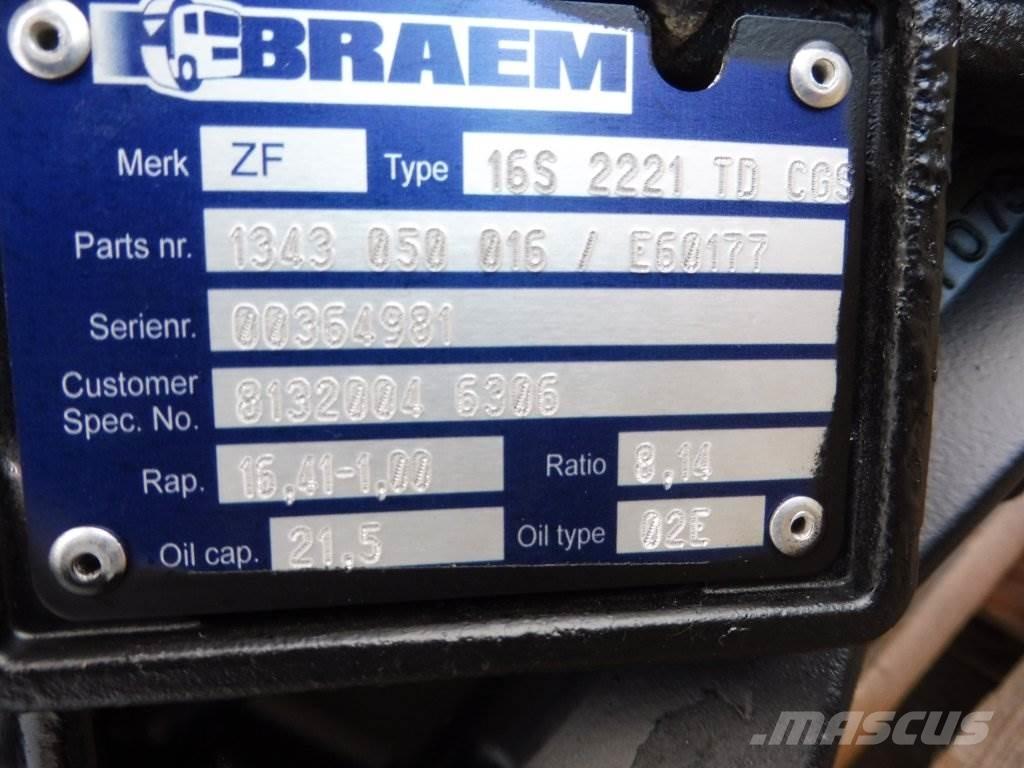 BRAEM
Merk ZF Type 16S 2221 TD CGS
Parts nr. 1343 050 016 / E60177
Serienr. 00364981
Customer Spec. No. 8132004 6306
Rap. 16,41-1,00 Ratio 8,14
Oil cap. 21,5 Oil type 02E
MASCUS